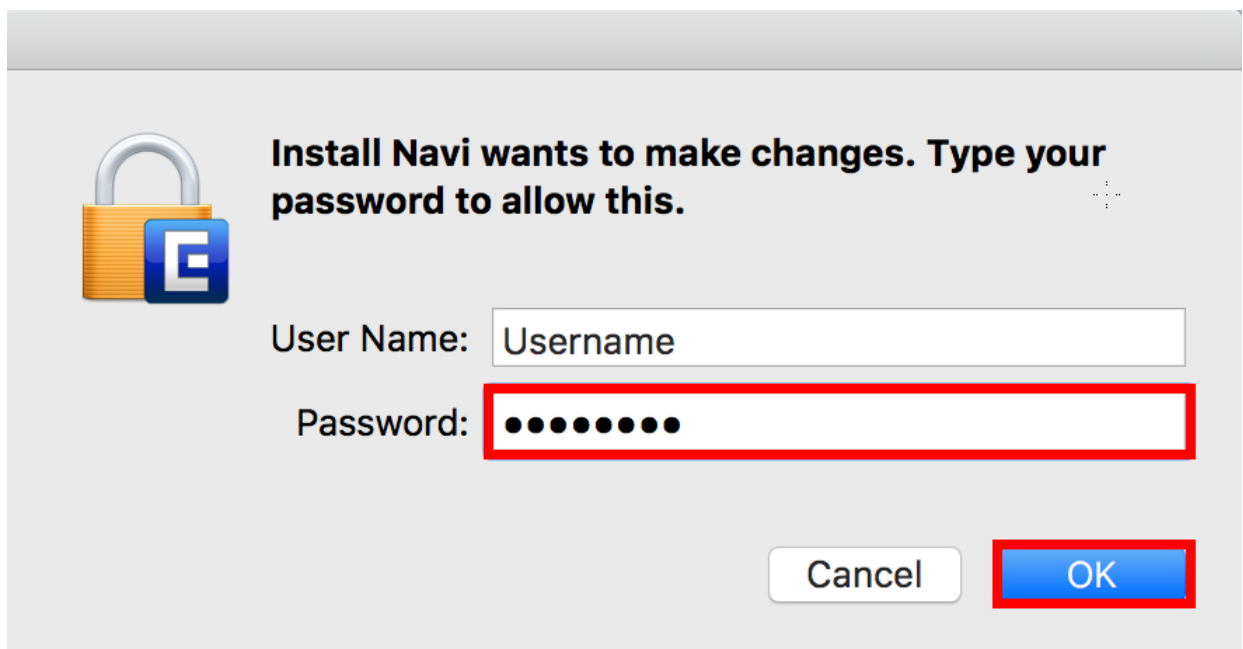 Install Navi wants to make changes. Type your
password to allow this.
User Name: Username
Password: ••••••••
Cancel OK